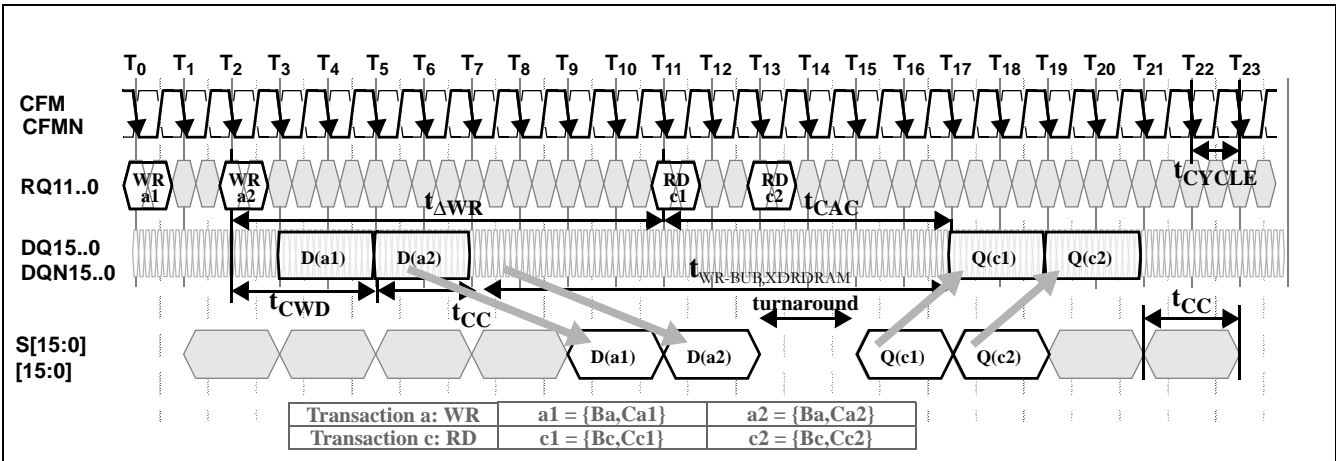 T0 T1 T2 T3 T4 T5 T6 T7 T8 T9 T10 T11 T12 T13 T14 T15 T16 T17 T18 T19 T20 T21 T22 T23
CFM
CFMN
RQ11..0
WR a1
WR a2
RD c1
RD c2
tCYCLE
tΔWR
tCAC
DQ15..0
DQN15..0
D(a1)
D(a2)
Q(c1)
Q(c2)
tWR-BUB,XDRDRAM
tCWD
tCC
turnaround
tCC
S[15:0]
[15:0]
D(a1)
D(a2)
Q(c1)
Q(c2)
Transaction a: WR a1 = {Ba,Ca1} a2 = {Ba,Ca2}
Transaction c: RD c1 = {Bc,Cc1} c2 = {Bc,Cc2}